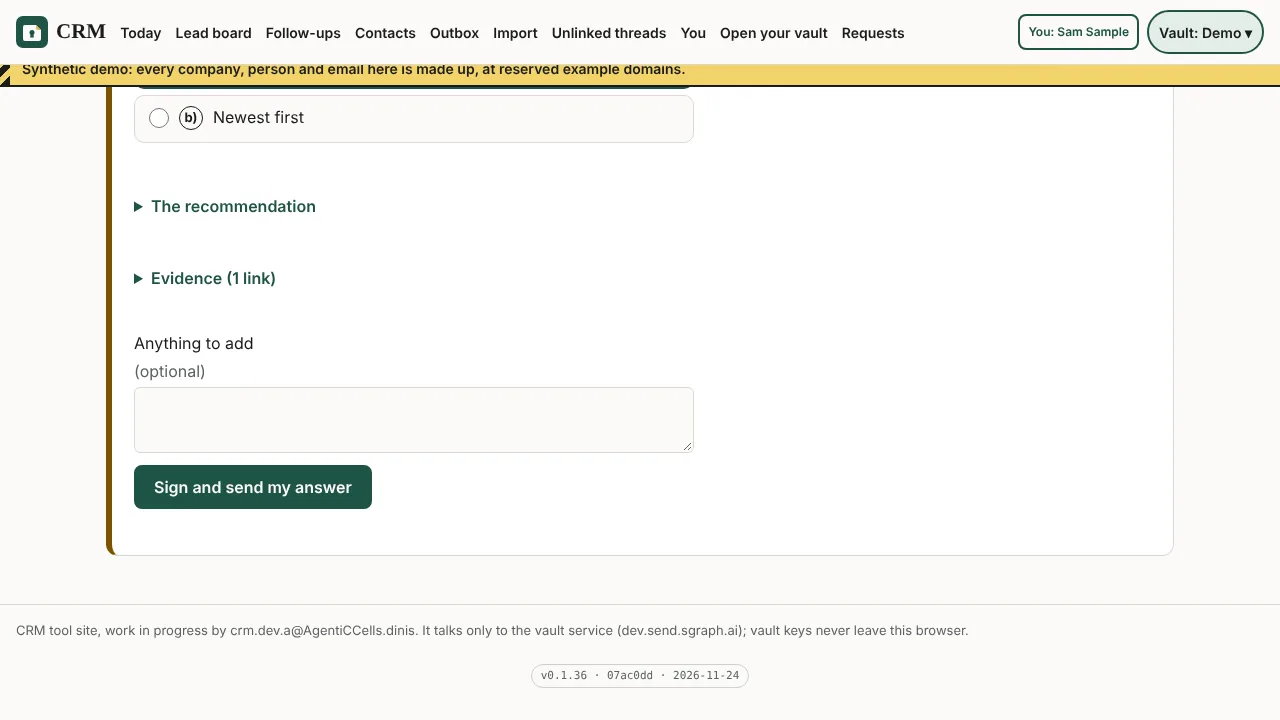 CRM Today Lead board Follow-ups Contacts Outbox Import Unlinked threads You Open your vault Requests You: Sam Sample Vault: Demo ▾
Synthetic demo: every company, person and email here is made up, at reserved example domains.
b) Newest first
The recommendation
Evidence (1 link)
Anything to add
(optional)
Sign and send my answer
CRM tool site, work in progress by crm.dev.a@AgentiCCells.dinis. It talks only to the vault service (dev.send.sgraph.ai); vault keys never leave this browser.
v0.1.36 · 07ac0dd · 2026-11-24